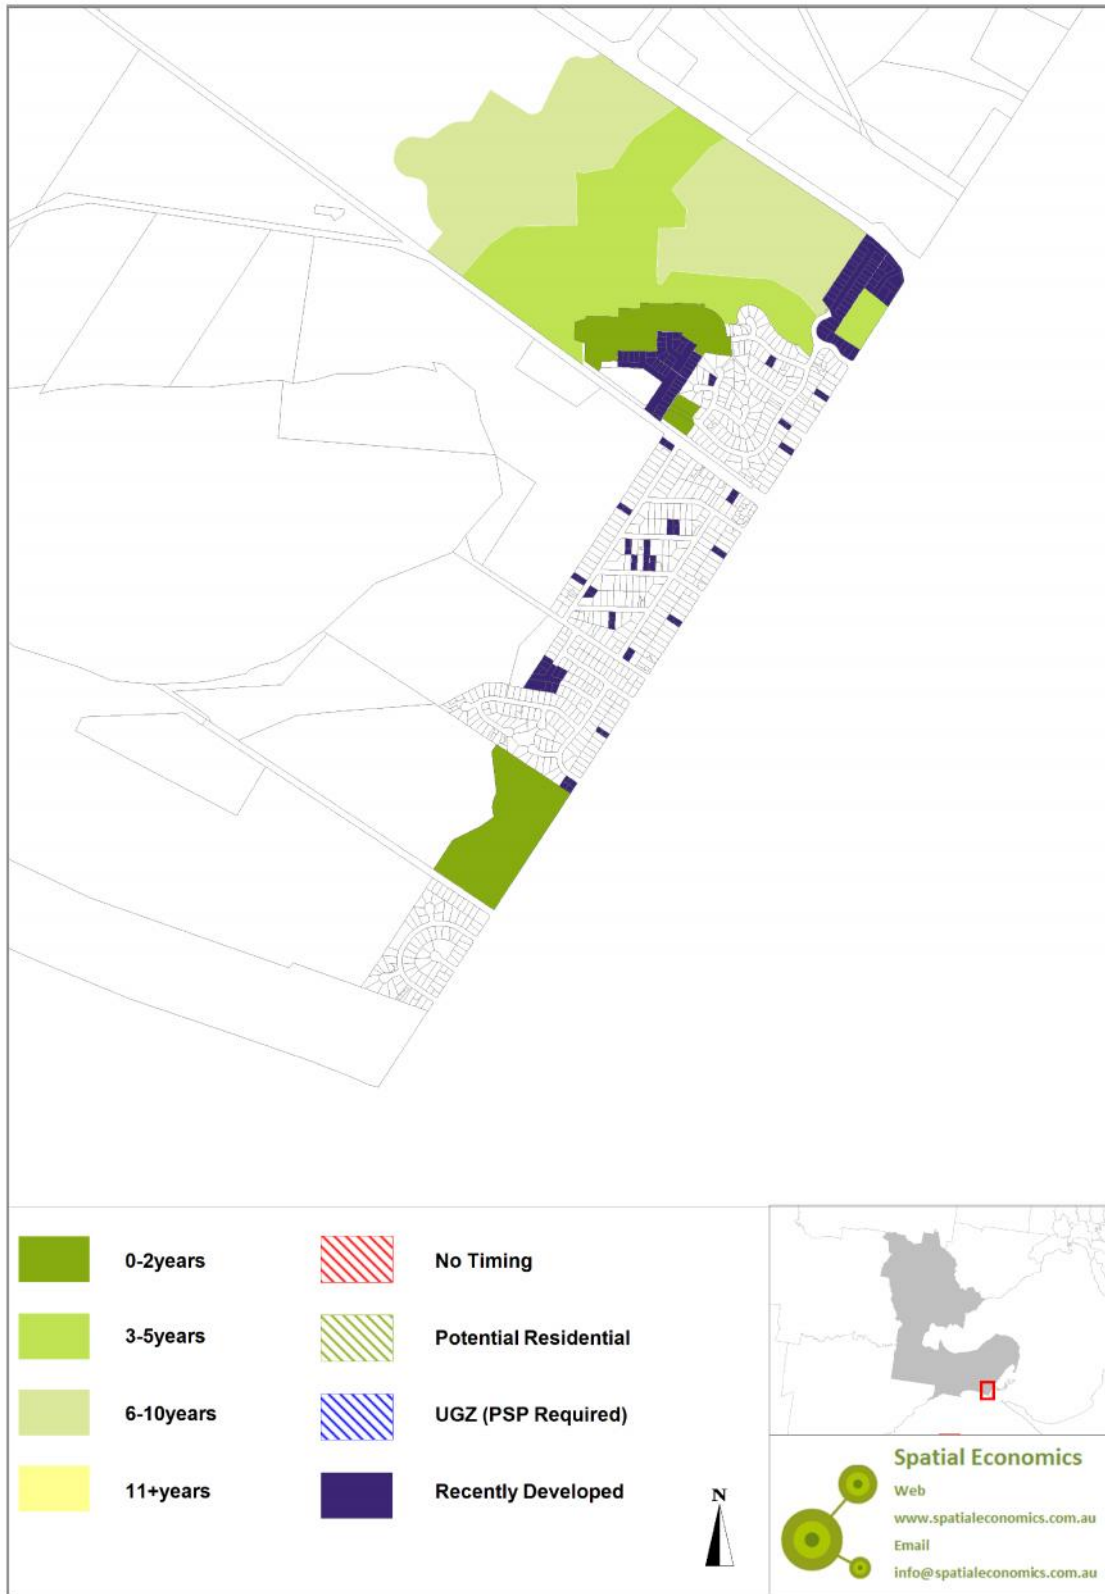 0-2years
3-5years
6-10years
11+years
No Timing
Potential Residential
UGZ (PSP Required)
Recently Developed
N
Spatial Economics
Web
www.spatialeconomics.com.au
Email
info@spatialeconomics.com.au